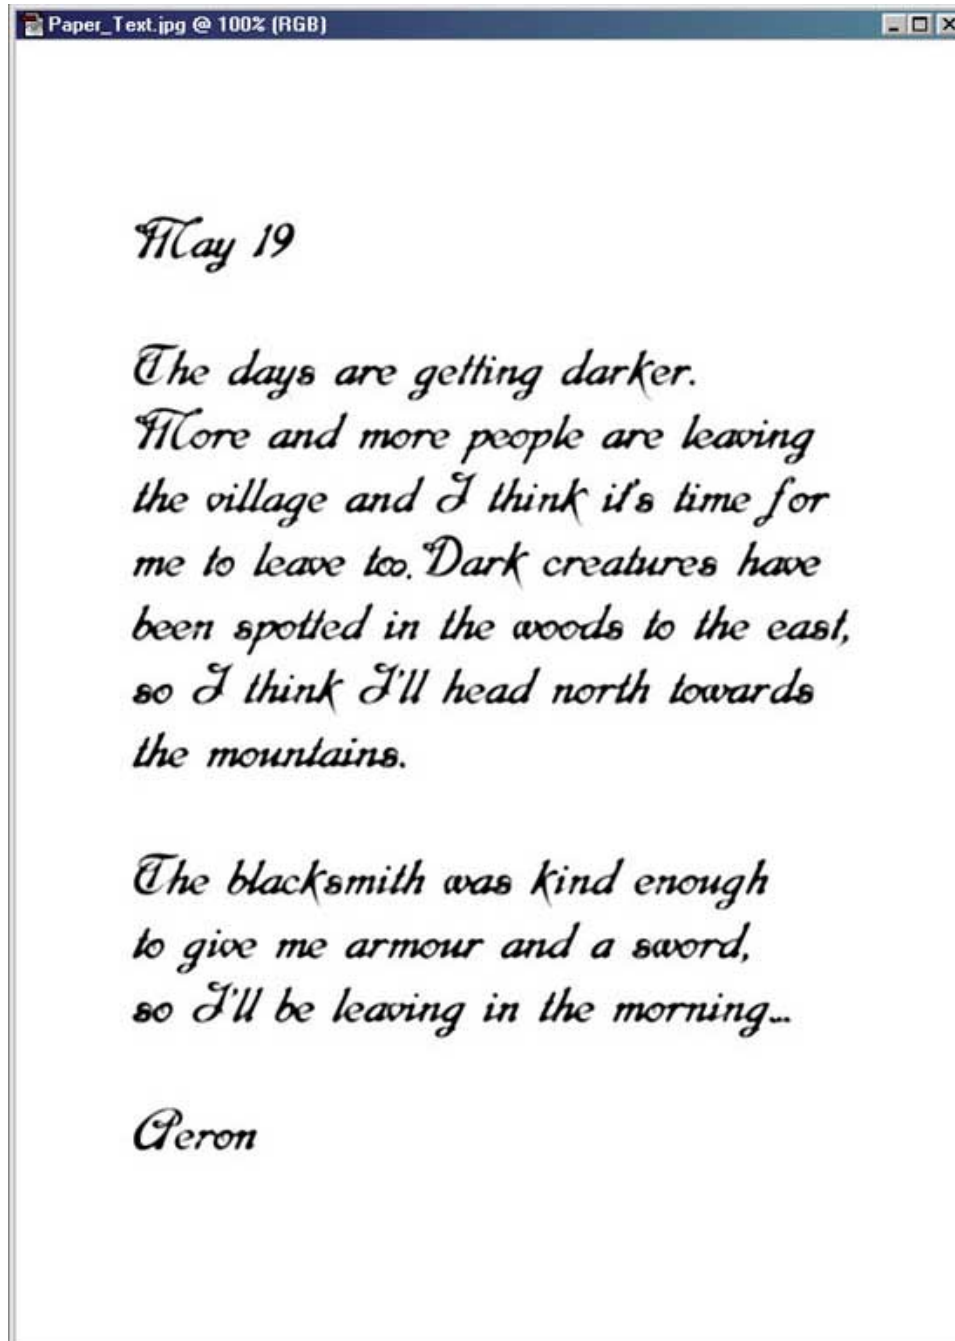 Paper_Text.jpg @ 100% (RGB)
May 19
The days are getting darker.
More and more people are leaving
the village and I think it's time for
me to leave too. Dark creatures have
been spotted in the woods to the east,
so I think I'll head north towards
the mountains.
The blacksmith was kind enough
to give me armour and a sword,
so I'll be leaving in the morning...
Aeron